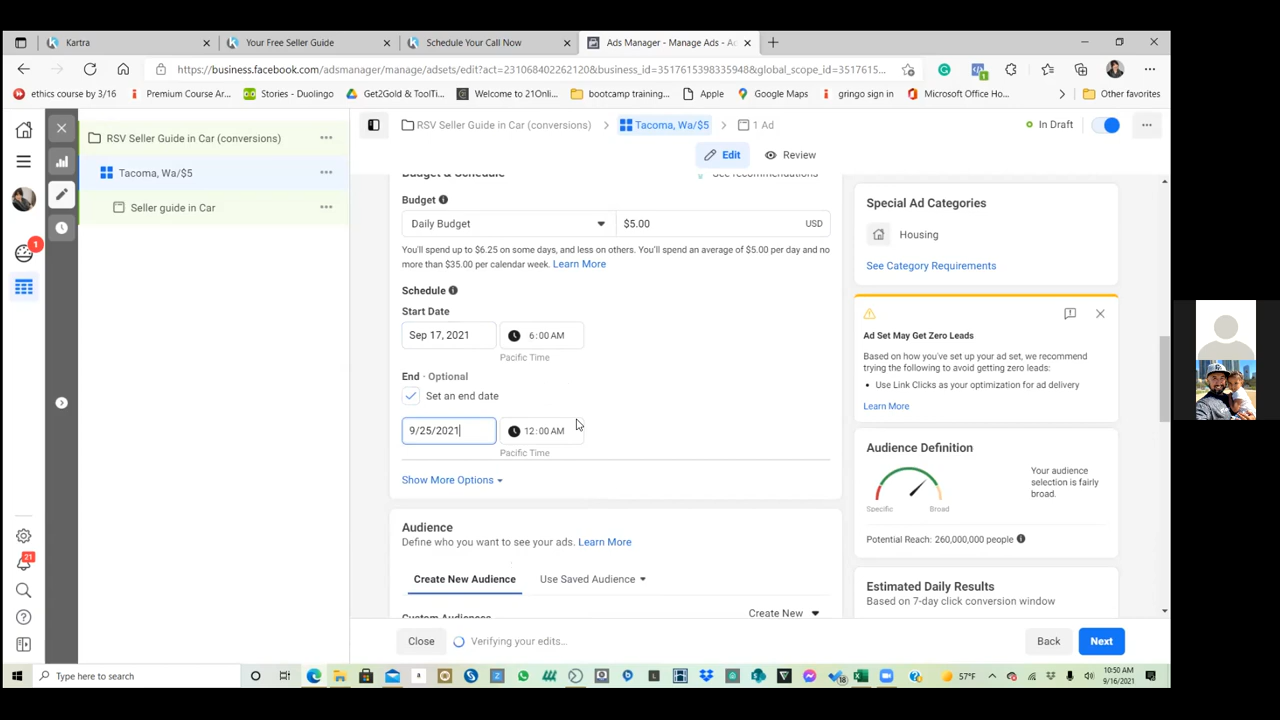 Kartra
Your Free Seller Guide
Schedule Your Call Now
Ads Manager - Manage Ads - Ac
https://business.facebook.com/adsmanager/manage/adsets/edit?act=231068402262120&business_id=3517615398335948&global_scope_id=3517615...
ethics course by 3/16
Premium Course Ar...
Stories - Duolingo
Get2Gold & ToolTi...
Welcome to 21Onli...
bootcamp training...
Apple
Google Maps
gringo sign in
Microsoft Office Ho...
Other favorites
RSV Seller Guide in Car (conversions)
Tacoma, Wa/$5
Seller guide in Car
1
21
RSV Seller Guide in Car (conversions)
Tacoma, Wa/$5
1 Ad
In Draft
Edit
Review
Budget & Schedule
See recommendations
Budget
Daily Budget
$5.00
USD
You'll spend up to $6.25 on some days, and less on others. You'll spend an average of $5.00 per day and no
more than $35.00 per calendar week. Learn More
Schedule
Start Date
Sep 17, 2021
6:00 AM
Pacific Time
End · Optional
Set an end date
9/25/2021
12:00 AM
Pacific Time
Show More Options
Audience
Define who you want to see your ads. Learn More
Create New Audience
Use Saved Audience
Custom Audiences
Create New
Special Ad Categories
Housing
See Category Requirements
Ad Set May Get Zero Leads
Based on how you've set up your ad set, we recommend
trying the following to avoid getting zero leads:
Use Link Clicks as your optimization for ad delivery
Learn More
Audience Definition
Your audience
selection is fairly
broad.
Specific
Broad
Potential Reach: 260,000,000 people
Estimated Daily Results
Based on 7-day click conversion window
Close
Verifying your edits...
Back
Next
Type here to search
18
57°F
10:50 AM
9/16/2021